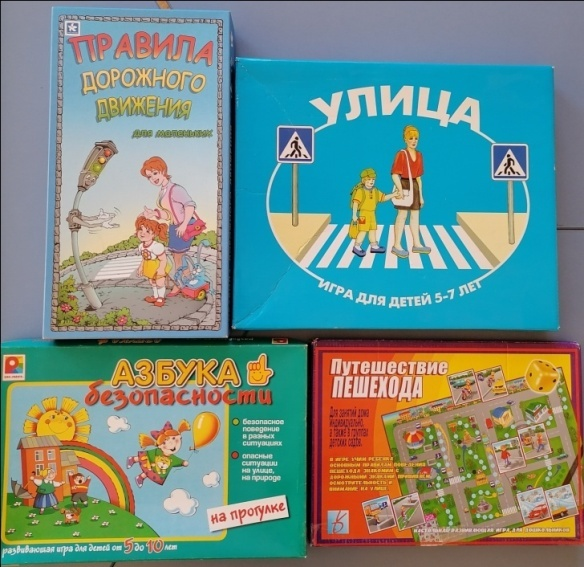 ПРАВИЛА
ДОРОЖНОГО
ДВИЖЕНИЯ
для маленьких
УЛИЦА
ИГРА ДЛЯ ДЕТЕЙ 5-7 ЛЕТ
АЗБУКА
безопасности
безопасное
поведение
в разных
ситуациях
опасные
ситуации
на улице,
на природе
на прогулке
развивающая игра для детей от 5 до 10 лет
Путешествие
ПЕШЕХОДА
Для занятий дома
индивидуально,
а также в группах
детских садов.